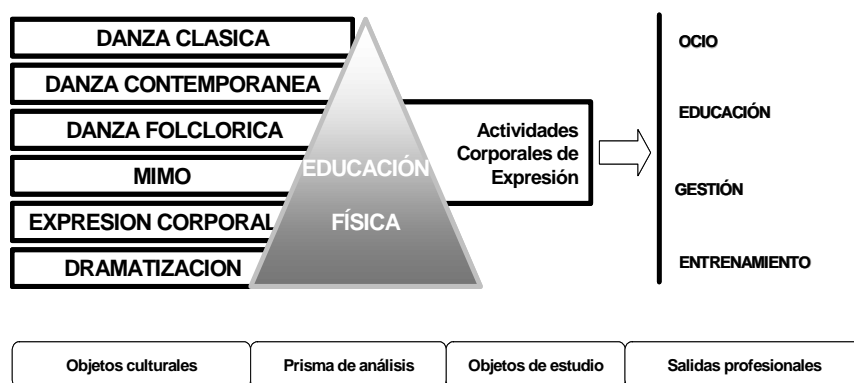 DANZA CLASICA
DANZA CONTEMPORANEA
DANZA FOLCLORICA
MIMO
EXPRESION CORPORAL
DRAMATIZACION
EDUCACIÓN
FÍSICA
Actividades
Corporales de
Expresión
OCIO
EDUCACIÓN
GESTIÓN
ENTRENAMIENTO
Objetos culturales
Prisma de análisis
Objetos de estudio
Salidas profesionales